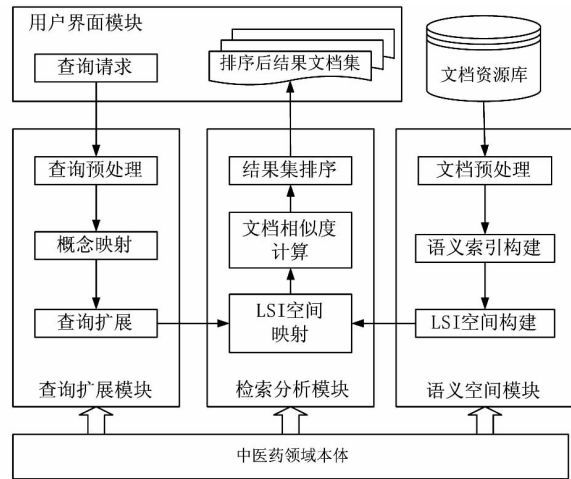 用户界面模块
查询请求
排序后结果文档集
文档资源库
查询预处理
概念映射
查询扩展
查询扩展模块
结果集排序
文档相似度
计算
LSI空间
映射
检索分析模块
文档预处理
语义索引构建
LSI空间构建
语义空间模块
中医药领域本体